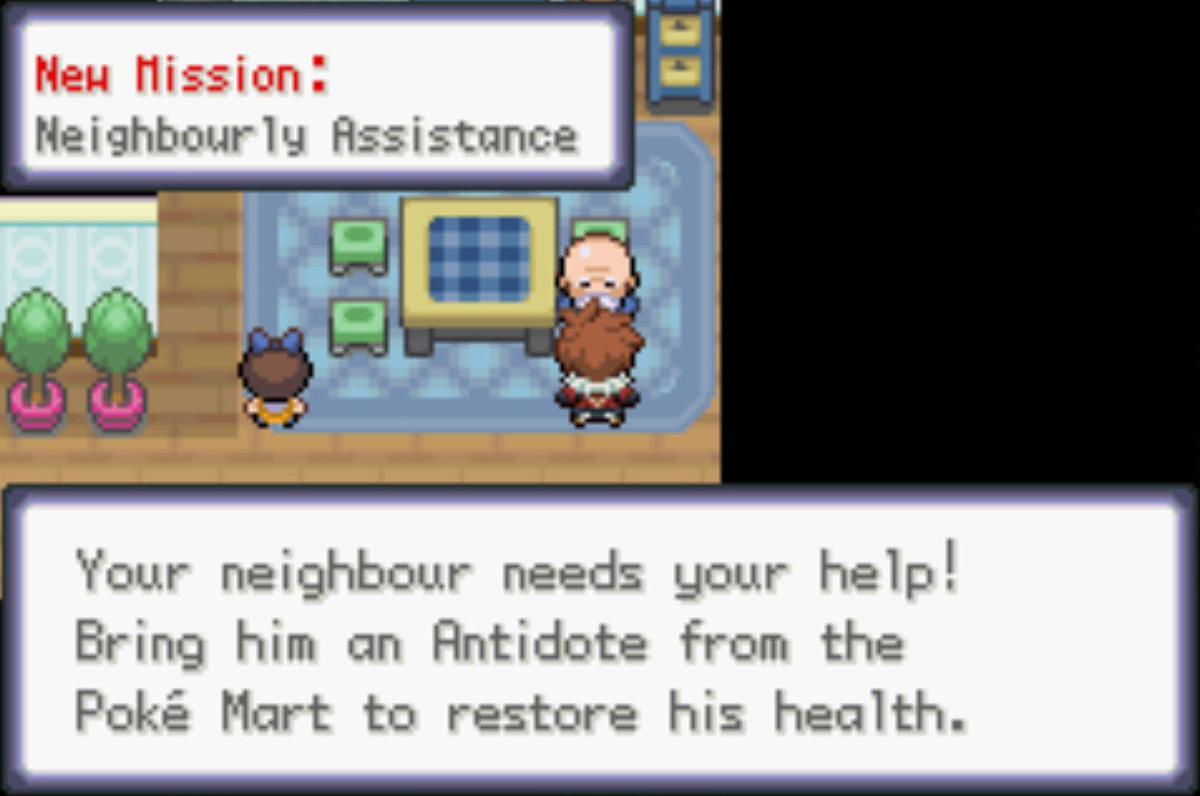 New Mission:
Neighbourly Assistance
Your neighbour needs your help!
Bring him an Antidote from the
Poké Mart to restore his health.